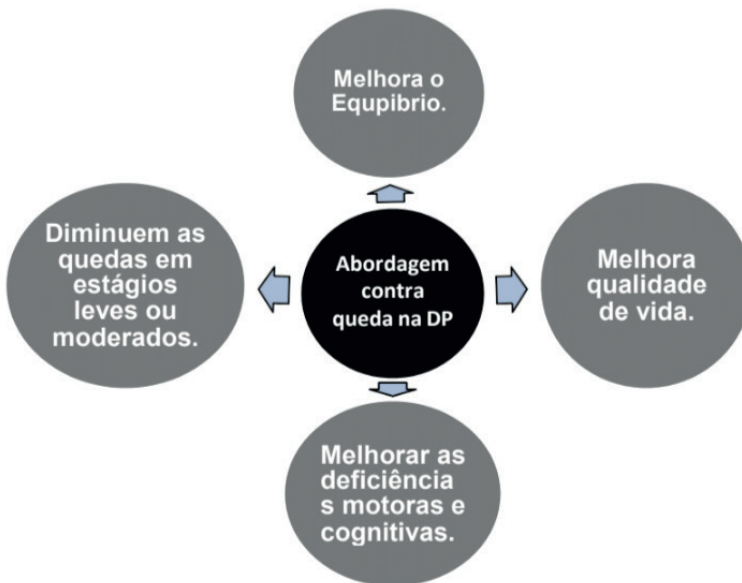 Melhora o
Equpibrio.
Diminuem as
quedas em
estágios
leves ou
moderados.
Abordagem
contra
queda na DP
Melhora
qualidade
de vida.
Melhorar as
deficiência
s motoras e
cognitivas.